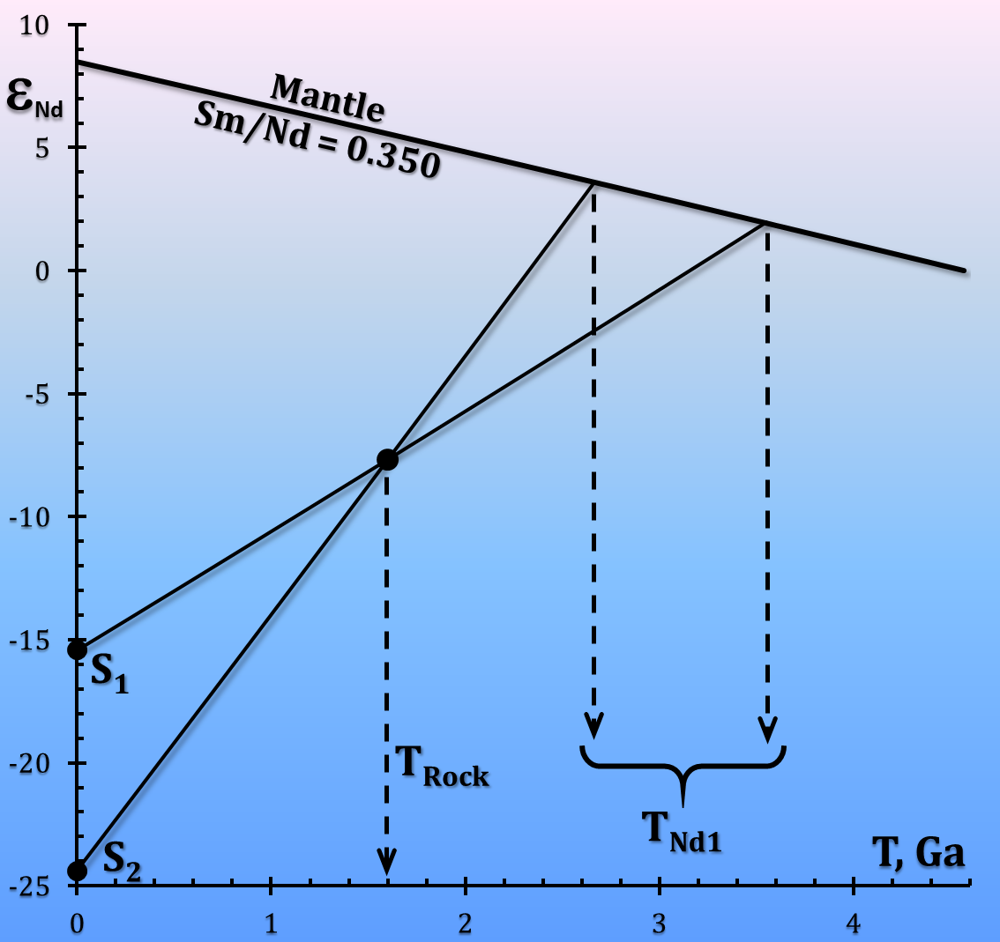 10
εNd
Mantle
Sm/Nd = 0.350
5
0
-5
-10
-15
S1
-20
TRock
TNd1
T, Ga
S2
-25
0 1 2 3 4